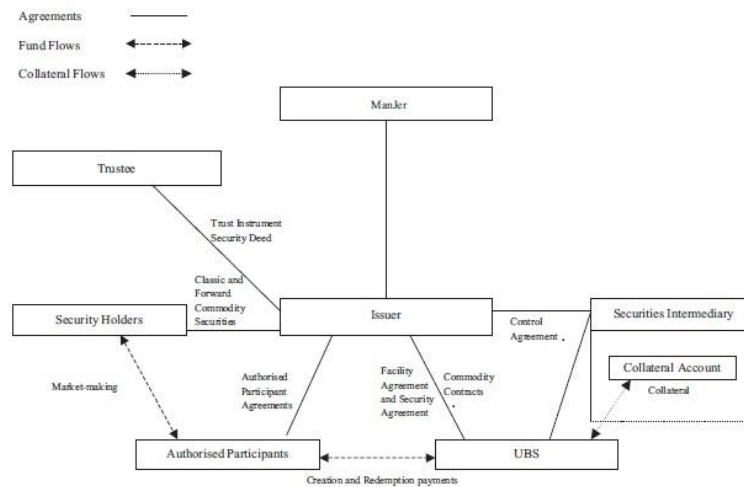 Agreements
Fund Flows
Collateral Flows
ManJer
Trustee
Trust Instrument
Security Deed
Classic and
Forward
Commodity
Securities
Security Holders
Issuer
Securities Intermediary
Control
Agreement
Collateral Account
Collateral
Market-making
Authorised
Participant
Agreements
Facility
Agreement
and Security
Agreement
Commodity
Contracts
Authorised Participants
UBS
Creation and Redemption payments